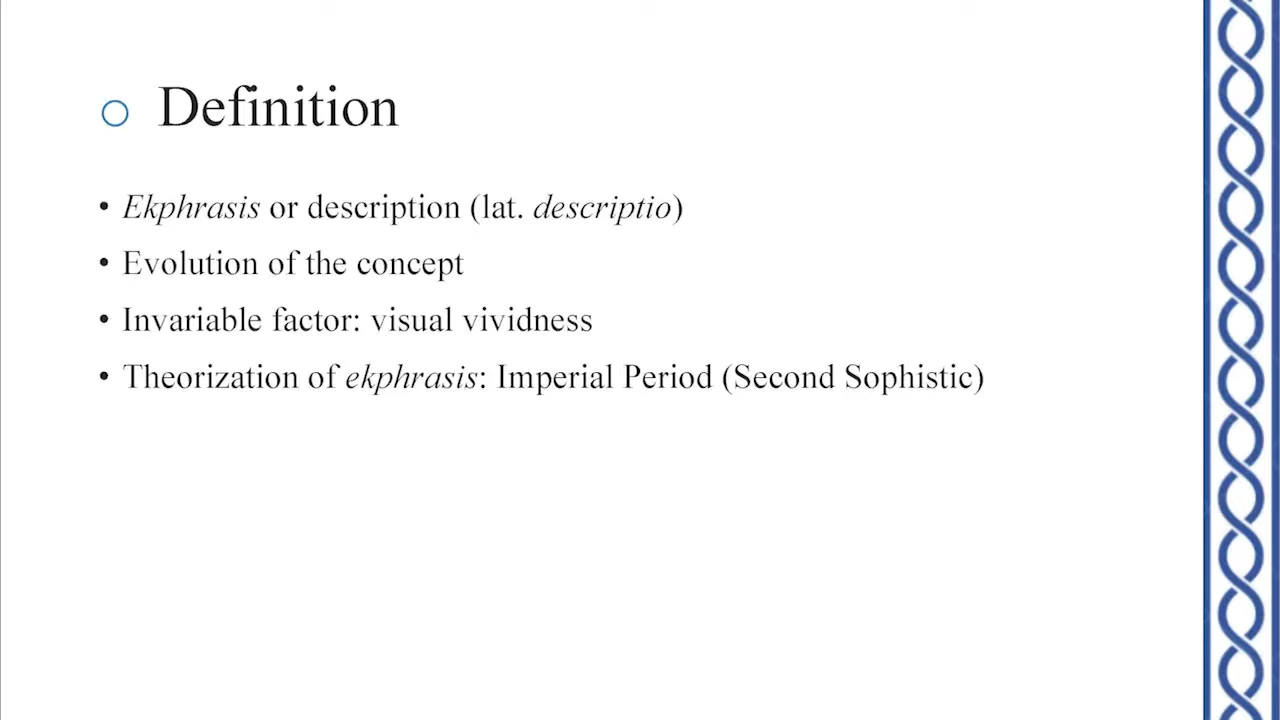 Definition
• Ekphrasis or description (lat. descriptio)
• Evolution of the concept
• Invariable factor: visual vividness
• Theorization of ekphrasis: Imperial Period (Second Sophistic)